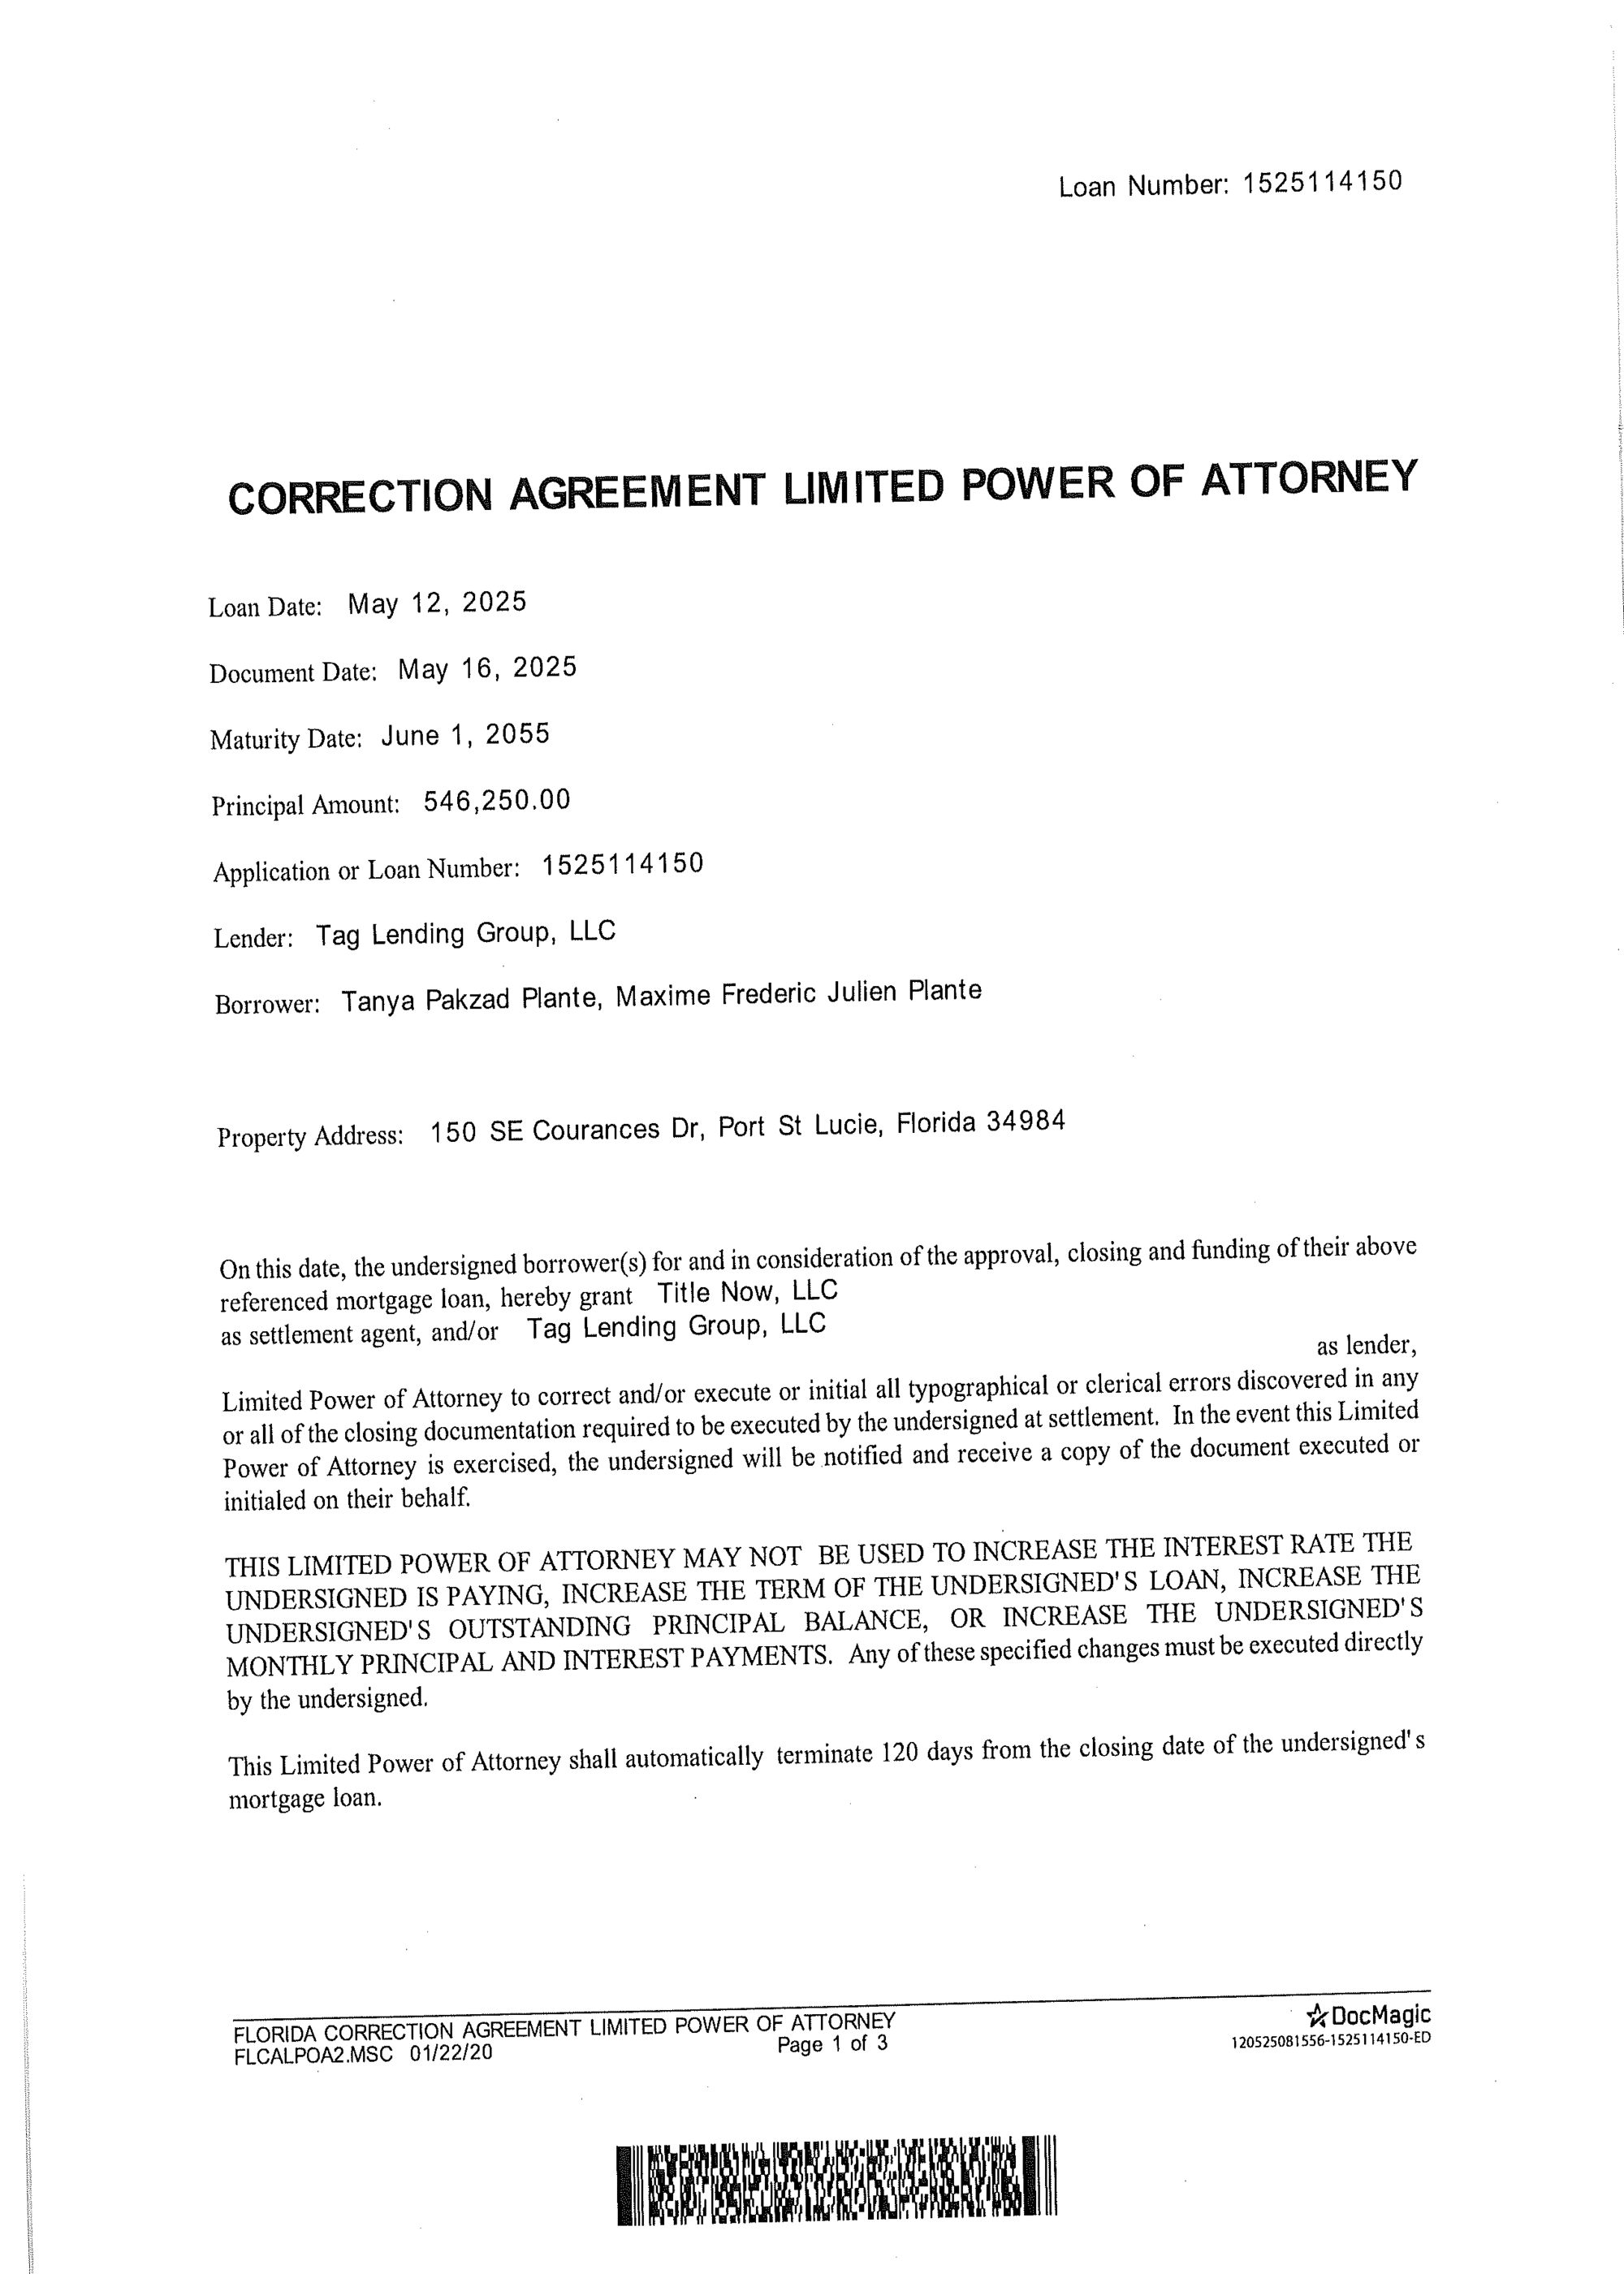 Loan Number: 1525114150
CORRECTION AGREEMENT LIMITED POWER OF ATTORNEY
Loan Date: May 12, 2025
Document Date: May 16, 2025
Maturity Date: June 1, 2055
Principal Amount: 546,250.00
Application or Loan Number: 1525114150
Lender: Tag Lending Group, LLC
Borrower: Tanya Pakzad Plante, Maxime Frederic Julien Plante
Property Address: 150 SE Courances Dr, Port St Lucie, Florida 34984
On this date, the undersigned borrower(s) for and in consideration of the approval, closing and funding of their above
referenced mortgage loan, hereby grant Title Now, LLC
as settlement agent, and/or Tag Lending Group, LLC
as lender,
Limited Power of Attorney to correct and/or execute or initial all typographical or clerical errors discovered in any
or all of the closing documentation required to be executed by the undersigned at settlement. In the event this Limited
Power of Attorney is exercised, the undersigned will be notified and receive a copy of the document executed or
initialed on their behalf.
THIS LIMITED POWER OF ATTORNEY MAY NOT BE USED TO INCREASE THE INTEREST RATE THE
UNDERSIGNED IS PAYING, INCREASE THE TERM OF THE UNDERSIGNED'S LOAN, INCREASE THE
UNDERSIGNED'S OUTSTANDING PRINCIPAL BALANCE, OR INCREASE THE UNDERSIGNED'S
MONTHLY PRINCIPAL AND INTEREST PAYMENTS. Any of these specified changes must be executed directly
by the undersigned.
This Limited Power of Attorney shall automatically terminate 120 days from the closing date of the undersigned's
mortgage loan.
FLORIDA CORRECTION AGREEMENT LIMITED POWER OF ATTORNEY
FLCALPOA2.MSC 01/22/20
Page 1 of 3
DocMagic
120525081556-1525114150-ED